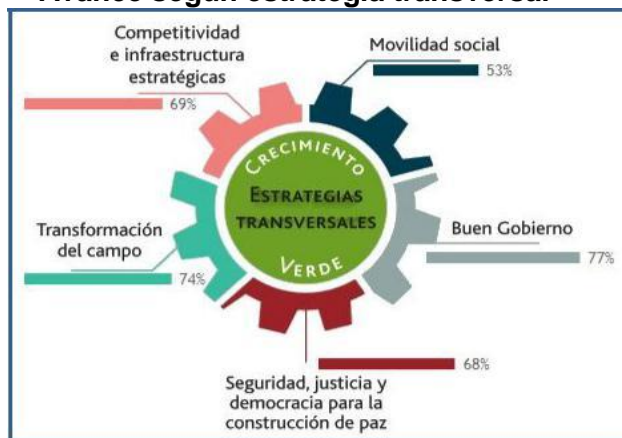 Avance según estrategia transversal
Competitividad
e infraestructura
estratégicas
69%
Movilidad social
53%
CRECIMIENTO
ESTRATEGIAS
TRANSVERSALES
VERDE
Transformación
del campo
74%
Buen Gobierno
77%
68%
Seguridad, justicia y
democracia para la
construcción de paz